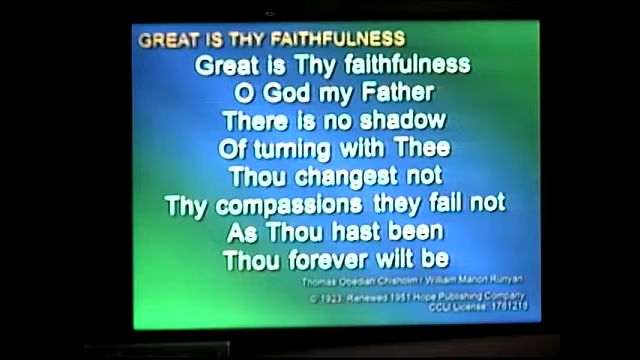 GREAT IS THY FAITHFULNESS
Great is Thy faithfulness
O God my Father
There is no shadow
Of turning with Thee
Thou changest not
Thy compassions they fail not
As Thou hast been
Thou forever wilt be
Thomas Obedian Chisholm / William Marion Runyan
© 1923. Renewed 1951 Hope Publishing Company
CCLI License: 1781218